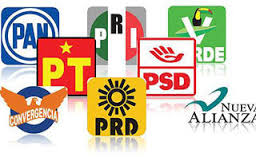 PAN
PRI
VERDE
PT
PSD
CONVERGENCIA
PRD
NUEVA
ALIANZA